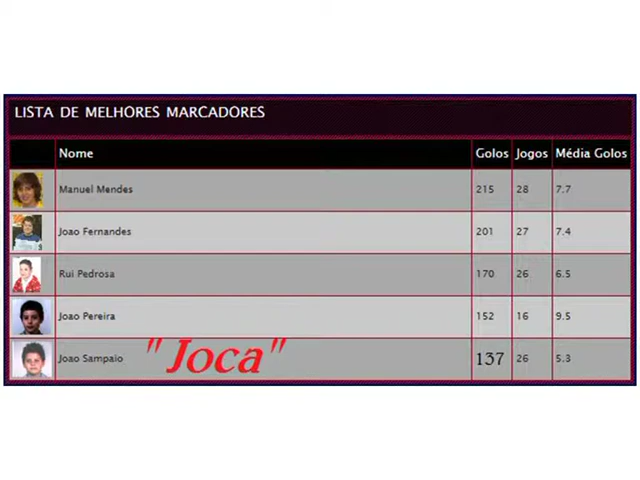 LISTA DE MELHORES MARCADORES
Nome Golos Jogos Média Golos
Manuel Mendes 215 28 7.7
Joao Fernandes 201 27 7.4
Rui Pedrosa 170 26 6.5
Joao Pereira 152 16 9.5
Joao Sampaio "Joca" 137 26 5.3